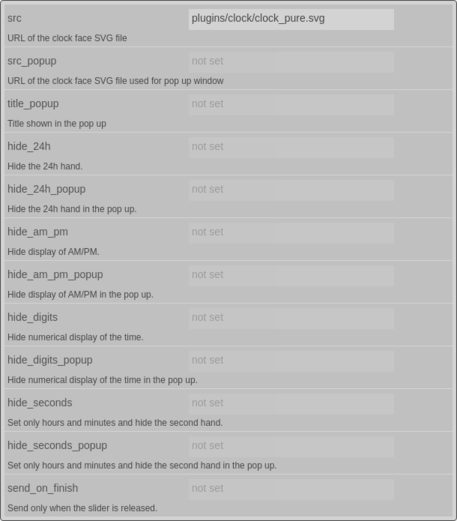 src plugins/clock/clock_pure.svg
URL of the clock face SVG file
src_popup not set
URL of the clock face SVG file used for pop up window
title_popup not set
Title shown in the pop up
hide_24h not set
Hide the 24h hand.
hide_24h_popup not set
Hide the 24h hand in the pop up.
hide_am_pm not set
Hide display of AM/PM.
hide_am_pm_popup not set
Hide display of AM/PM in the pop up.
hide_digits not set
Hide numerical display of the time.
hide_digits_popup not set
Hide numerical display of the time in the pop up.
hide_seconds not set
Set only hours and minutes and hide the second hand.
hide_seconds_popup not set
Set only hours and minutes and hide the second hand in the pop up.
send_on_finish not set
Send only when the slider is released.